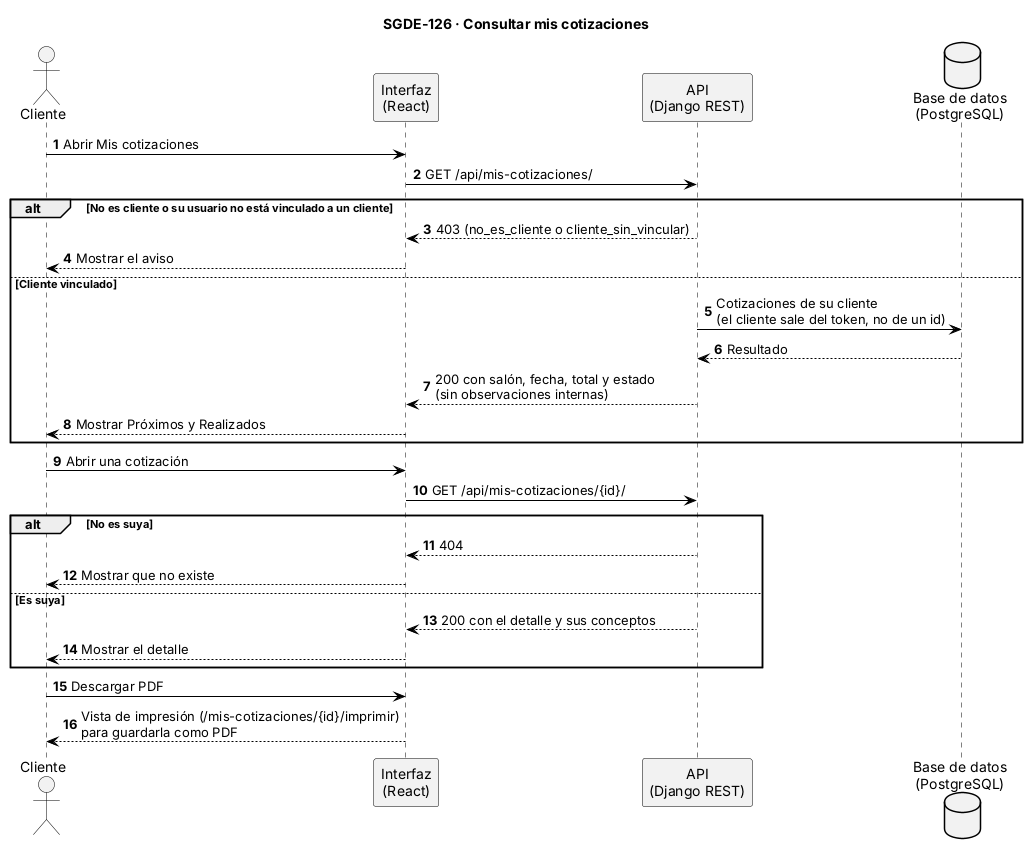 SGDE-126 · Consultar mis cotizaciones
Cliente
Interfaz
(React)
API
(Django REST)
Base de datos
(PostgreSQL)
1 Abrir Mis cotizaciones
2 GET /api/mis-cotizaciones/
alt [No es cliente o su usuario no está vinculado a un cliente]
3 403 (no_es_cliente o cliente_sin_vincular)
4 Mostrar el aviso
[Cliente vinculado]
5 Cotizaciones de su cliente
(el cliente sale del token, no de un id)
6 Resultado
7 200 con salón, fecha, total y estado
(sin observaciones internas)
8 Mostrar Próximos y Realizados
9 Abrir una cotización
10 GET /api/mis-cotizaciones/{id}/
alt [No es suya]
11 404
12 Mostrar que no existe
[Es suya]
13 200 con el detalle y sus conceptos
14 Mostrar el detalle
15 Descargar PDF
16 Vista de impresión (/mis-cotizaciones/{id}/imprimir)
para guardarla como PDF
Cliente
Interfaz
(React)
API
(Django REST)
Base de datos
(PostgreSQL)